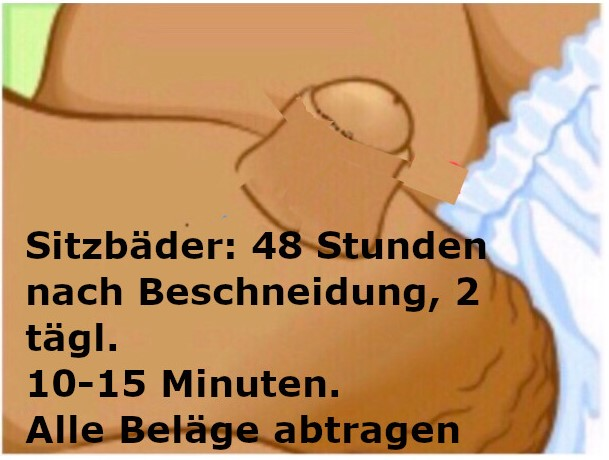 Sitzbäder: 48 Stunden
nach Beschneidung, 2
tägl.
10-15 Minuten.
Alle Beläge abtragen